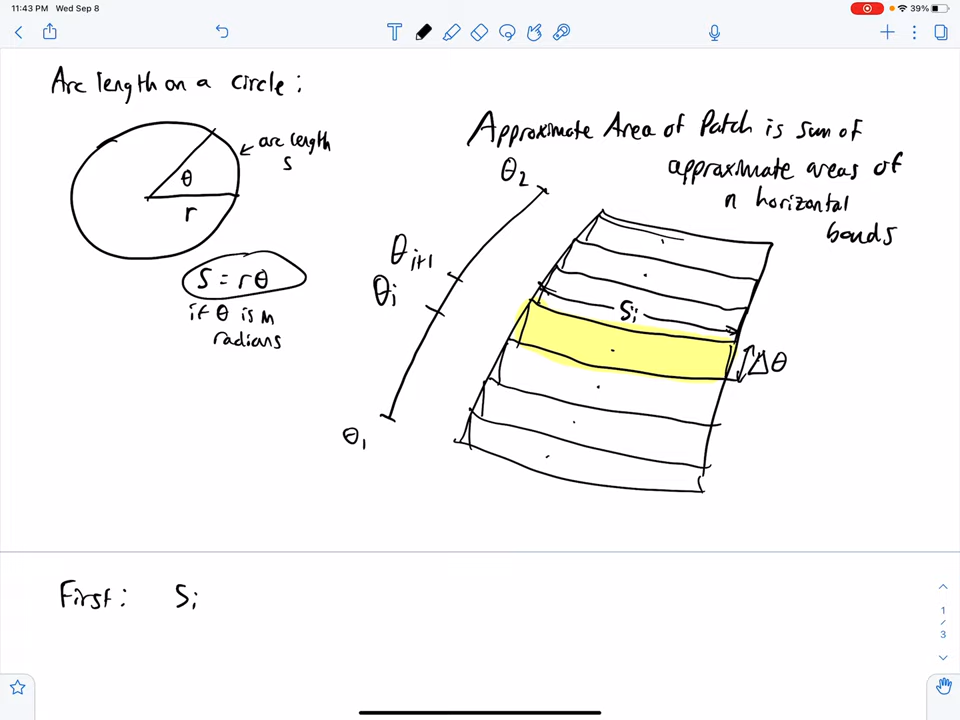 11:43 PM Wed Sep 8
39%
T
Arc length on a circle:
arc length
s
θ
r
S = rθ
if θ is in
radians
Approximate Area of Patch is sum of
approximate areas of
n horizontal
bands
θ2
θi+1
θi
θ1
Si
Δθ
First: Si
1
/
3